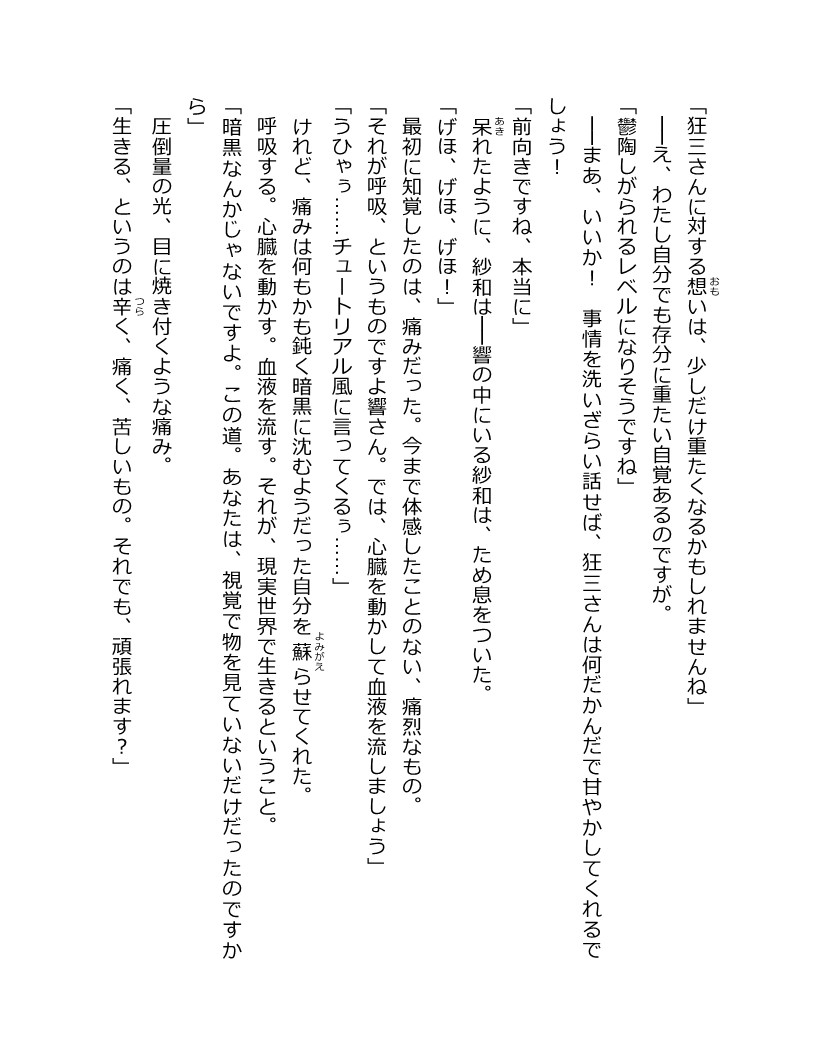 「狂三さんに対する想いは、少しだけ重たくなるかもしれませんね」
――え、わたし自分でも存分に重たい自覚あるのですが。
「鬱陶しがられるレベルになりそうですね」
――まあ、いいか！　事情を洗いざらい話せば、狂三さんは何だかんだで甘やかしてくれるで
しょう！
「前向きですね、本当に」
呆れたように、紗和は――響の中にいる紗和は、ため息をついた。
「げほ、げほ、げほ！」
最初に知覚したのは、痛みだった。今まで体感したことのない、痛烈なもの。
「それが呼吸、というものですよ響さん。では、心臓を動かして血液を流しましょう」
「うひゃぅ……チュートリアル風に言ってくるぅ……」
けれど、痛みは何もかも鈍く暗黒に沈むようだった自分を蘇らせてくれた。
呼吸する。心臓を動かす。血液を流す。それが、現実世界で生きるということ。
「暗黒なんかじゃないですよ。この道。あなたは、視覚で物を見ていないだけだったのですか
ら」
圧倒量の光、目に焼き付くような痛み。
「生きる、というのは辛く、痛く、苦しいもの。それでも、頑張れます？」